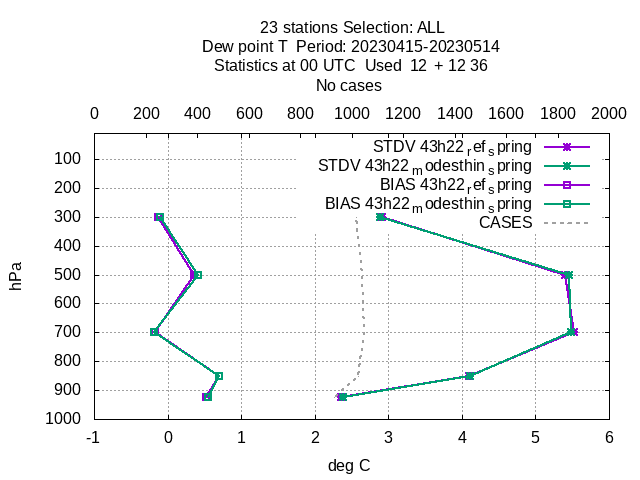 23 stations Selection: ALL
Dew point T  Period: 20230415-20230514
Statistics at 00 UTC  Used  12  + 12 36
No cases
0 200 400 600 800 1000 1200 1400 1600 1800 2000
STDV 43h22_ref_spring
STDV 43h22_modesthin_spring
BIAS 43h22_ref_spring
BIAS 43h22_modesthin_spring
CASES
hPa
100
200
300
400
500
600
700
800
900
1000
-1 0 1 2 3 4 5 6
deg C